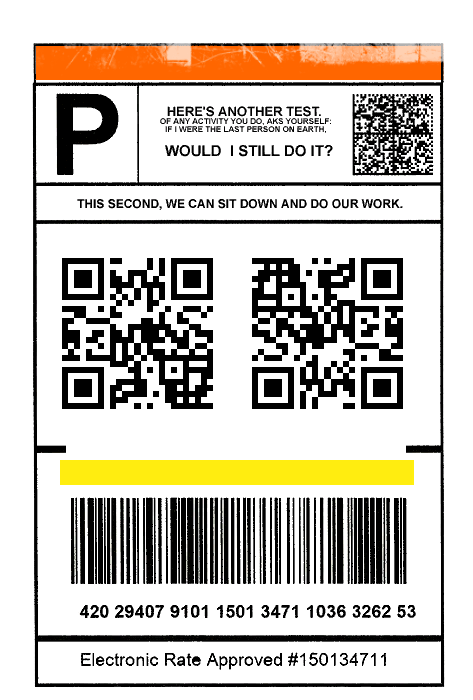 P
HERE'S ANOTHER TEST.
OF ANY ACTIVITY YOU DO, AKS YOURSELF:
IF I WERE THE LAST PERSON ON EARTH,
WOULD I STILL DO IT?
THIS SECOND, WE CAN SIT DOWN AND DO OUR WORK.
420 29407 9101 1501 3471 1036 3262 53
Electronic Rate Approved #150134711